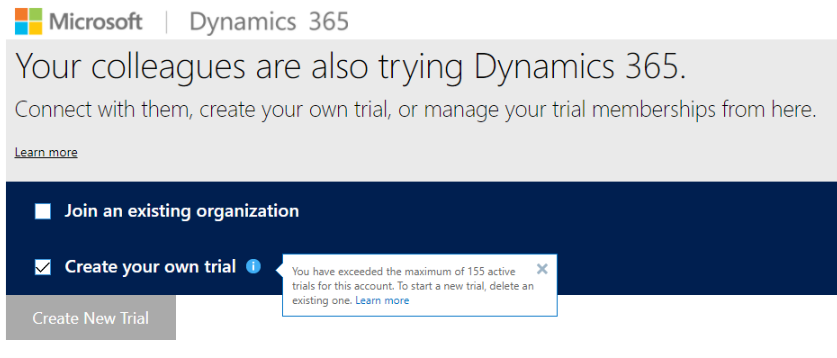 Microsoft | Dynamics 365
Your colleagues are also trying Dynamics 365.
Connect with them, create your own trial, or manage your trial memberships from here.
Learn more
Join an existing organization
Create your own trial
You have exceeded the maximum of 155 active
trials for this account. To start a new trial, delete an
existing one. Learn more
Create New Trial